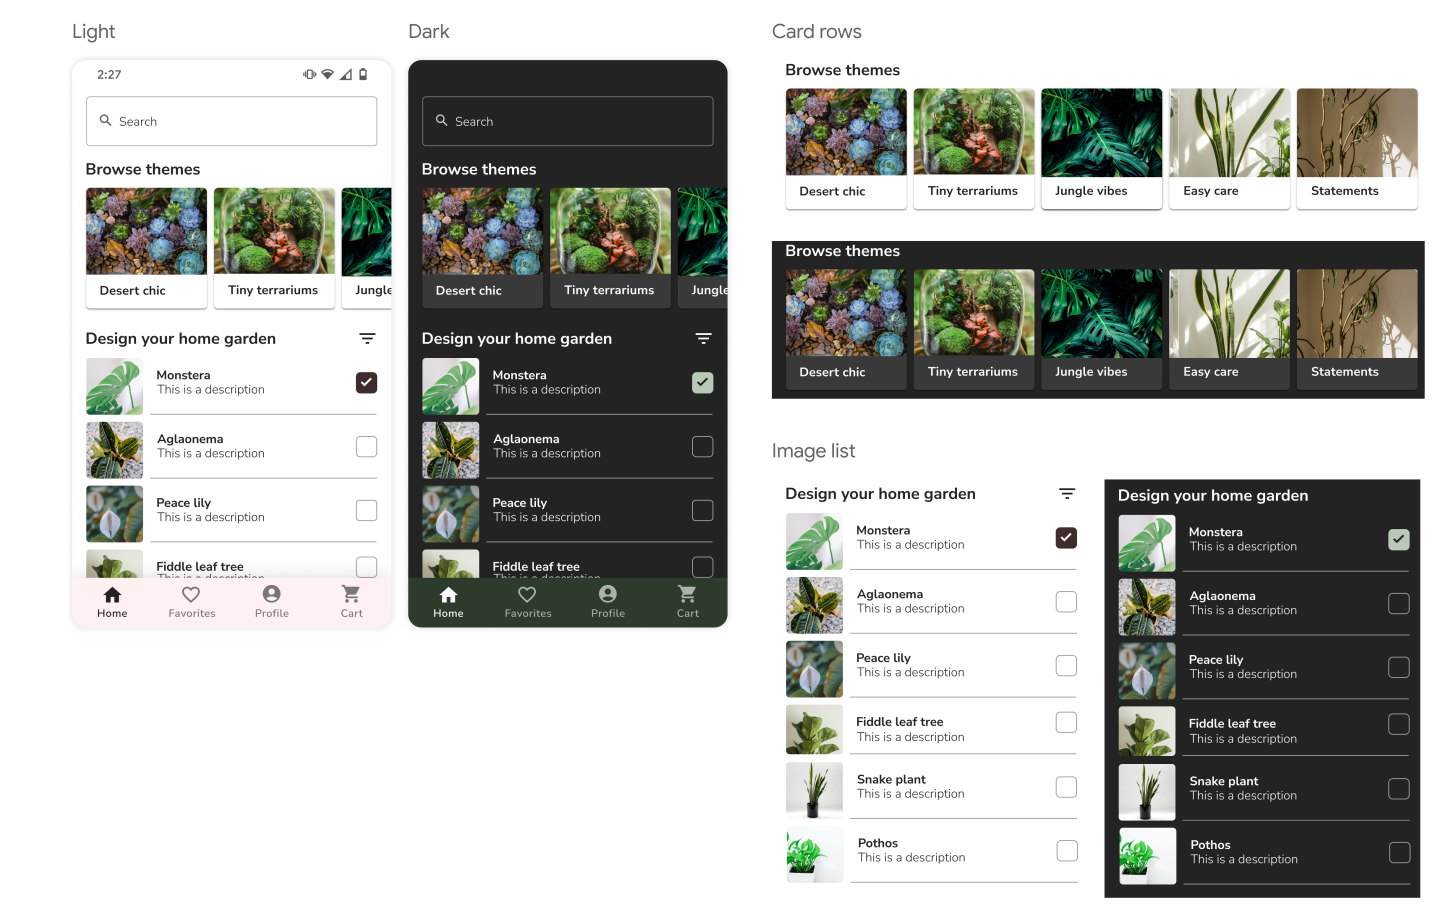 Light
2:27
Search
Browse themes
Desert chic
Tiny terrariums
Jungle
Design your home garden
Monstera
This is a description
Aglaonema
This is a description
Peace lily
This is a description
Fiddle leaf tree
This is a description
Home
Favorites
Profile
Cart
Dark
Search
Browse themes
Desert chic
Tiny terrariums
Jungle
Design your home garden
Monstera
This is a description
Aglaonema
This is a description
Peace lily
This is a description
Fiddle leaf tree
This is a description
Home
Favorites
Profile
Cart
Card rows
Browse themes
Desert chic
Tiny terrariums
Jungle vibes
Easy care
Statements
Browse themes
Desert chic
Tiny terrariums
Jungle vibes
Easy care
Statements
Image list
Design your home garden
Monstera
This is a description
Aglaonema
This is a description
Peace lily
This is a description
Fiddle leaf tree
This is a description
Snake plant
This is a description
Pothos
This is a description
Design your home garden
Monstera
This is a description
Aglaonema
This is a description
Peace lily
This is a description
Fiddle leaf tree
This is a description
Snake plant
This is a description
Pothos
This is a description